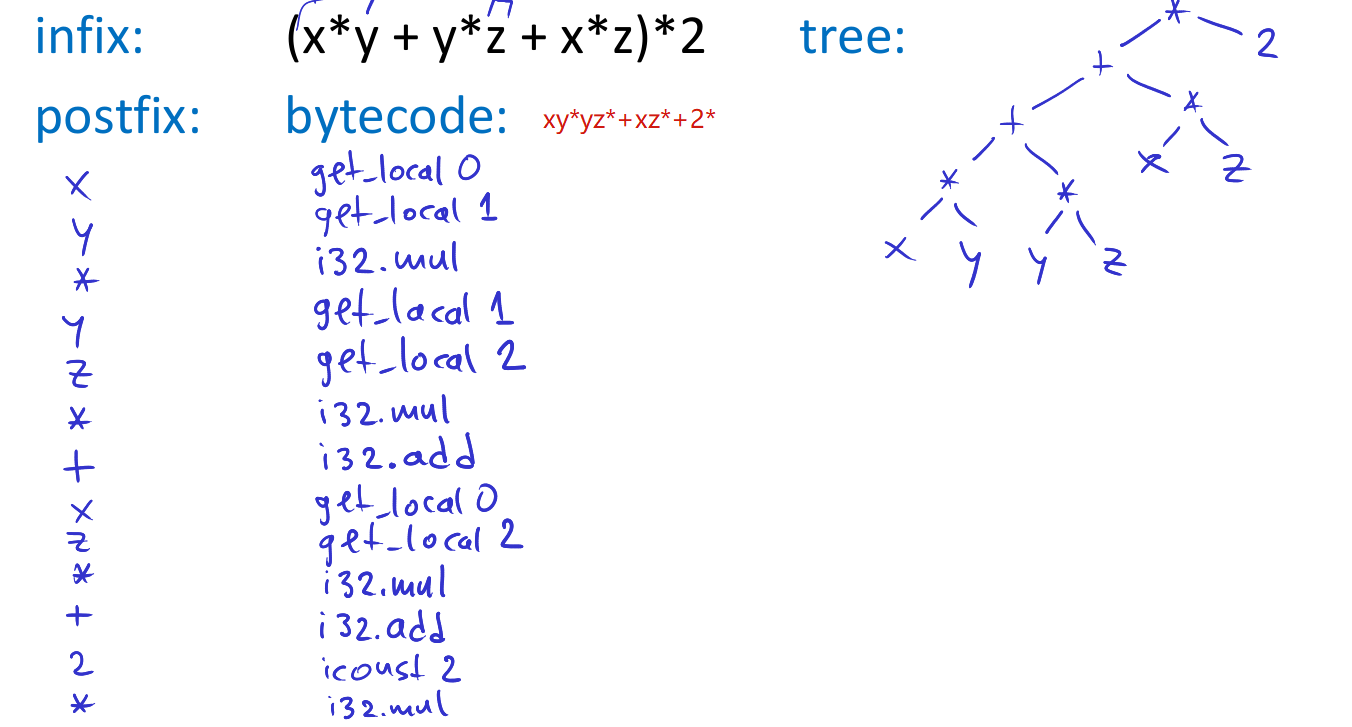 infix: (x*y + y*z + x*z)*2 tree:
postfix: bytecode: xy*yz*+xz*+2*
x get_local 0
y get_local 1
* i32.mul
y get_lacal 1
z get_local 2
* i32.mul
+ i32.add
x get_local 0
z get_local 2
* i32.mul
+ i32.add
2 iconst 2
* i32.mul
*
+ 2
+ *
* * x z
x y y z